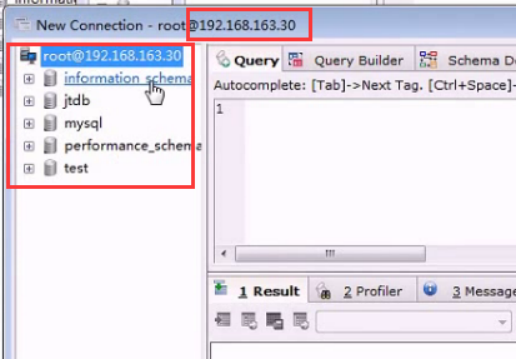 New Connection - root@192.168.163.30
root@192.168.163.30
information_schema
jtdb
mysql
performance_schema
test
Query
Query Builder
Schema De
Autocomplete: [Tab]->Next Tag. [Ctrl+Space]-
1
1 Result
2 Profiler
3 Message